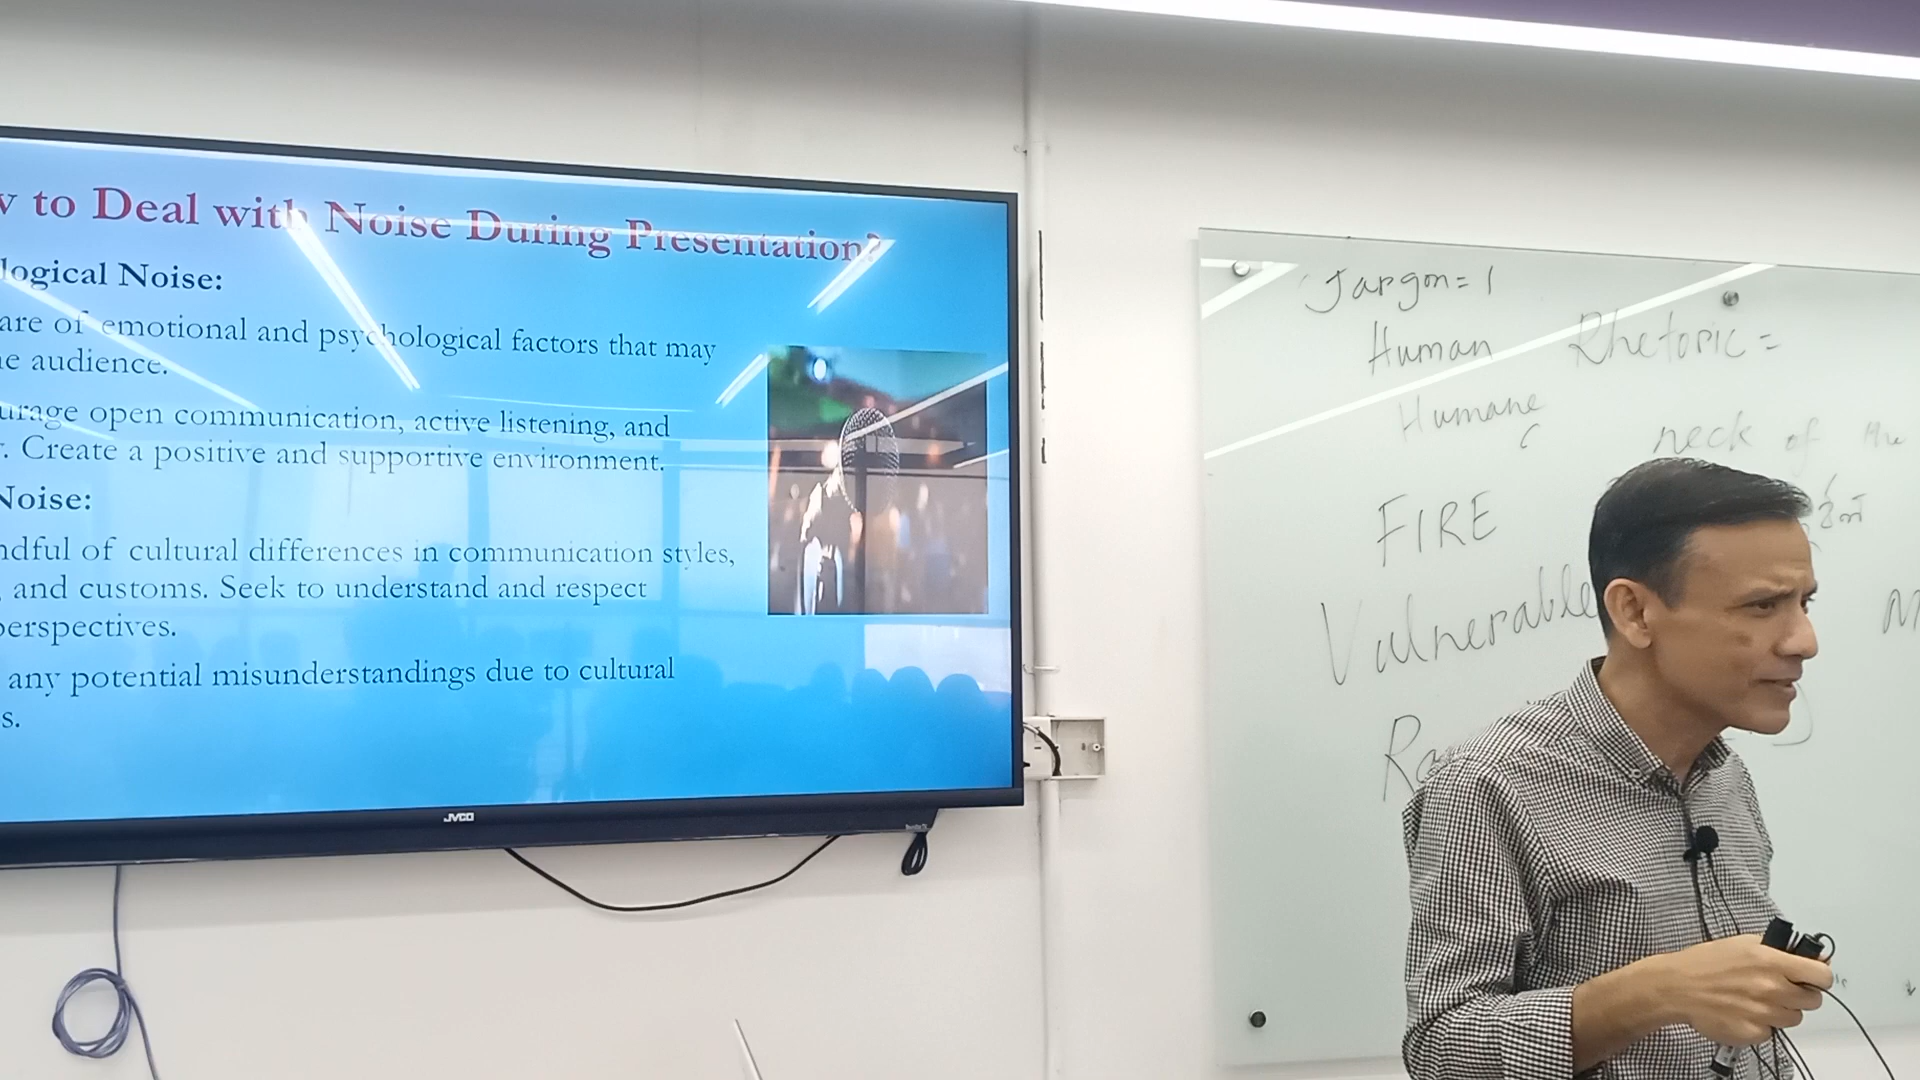 to Deal with Noise During Presentation?
logical Noise:
are of emotional and psychological factors that may
e audience.
urage open communication, active listening, and
. Create a positive and supportive environment.
Noise:
ndful of cultural differences in communication styles,
, and customs. Seek to understand and respect
perspectives.
any potential misunderstandings due to cultural
s.
JVCO
Jargon= 1
Human Rhetoric =
Humane
neck of the
FIRE
Vulnerable